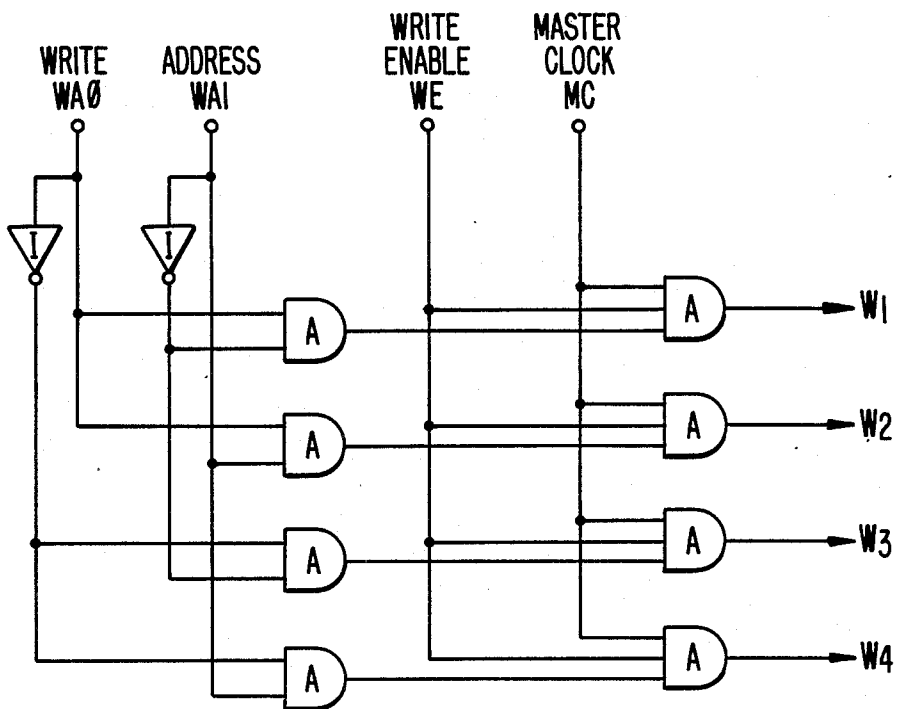 WRITE
WAØ
ADDRESS
WA1
WRITE
ENABLE
WE
MASTER
CLOCK
MC
I
I
A
A
W1
A
A
W2
A
A
W3
A
A
W4